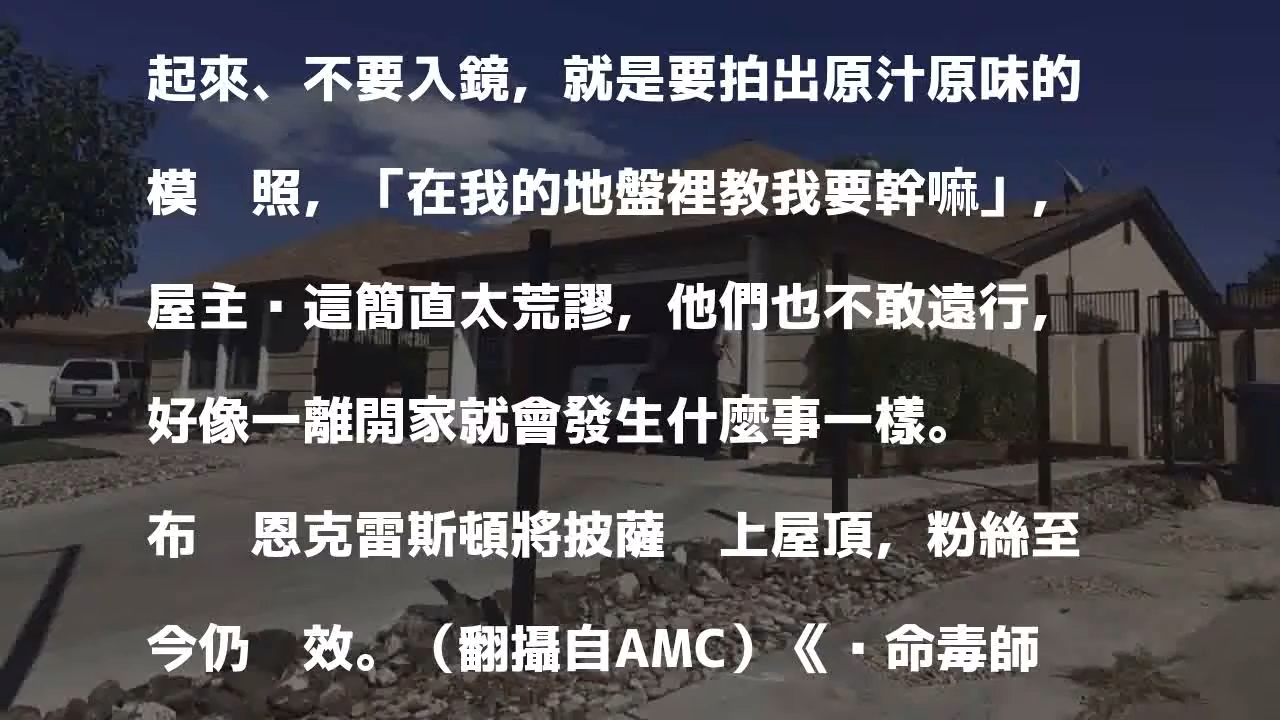 起來、不要入鏡，就是要拍出原汁原味的
模　照，「在我的地盤裡教我要幹嘛」，
屋主·這簡直太荒謬，他們也不敢遠行，
好像一離開家就會發生什麼事一樣。
布　恩克雷斯頓將披薩　上屋頂，粉絲至
今仍　效。（翻攝自AMC）《·命毒師